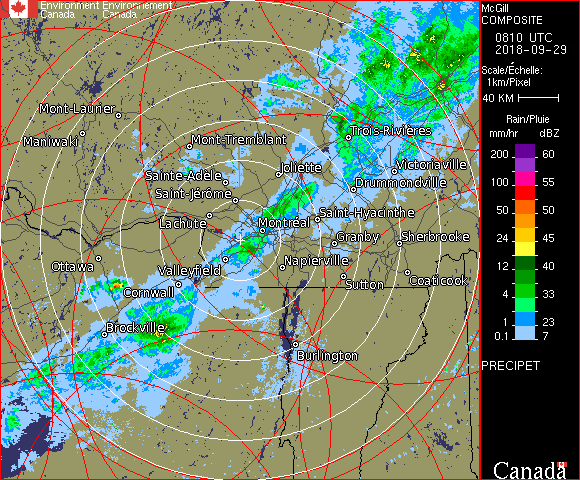 Environment Environnement
Canada Canada
McGill
COMPOSITE
0810 UTC
2018-09-29
Scale/Échelle:
1km/Pixel
40 KM
Rain/Pluie
mm/hr dBZ
200 60
100 55
50 50
24 45
12 40
4 33
1 23
0.1 7
PRECIPET
Canada
Mont-Laurier
Maniwaki
Mont-Tremblant
Trois-Rivières
Sainte-Adèle
Joliette
Victoriaville
Saint-Jérôme
Drummondville
Lachute
Montréal
Saint-Hyacinthe
Granby
Sherbrooke
Ottawa
Valleyfield
Napierville
Cornwall
Sutton
Coaticook
Brockville
Burlington